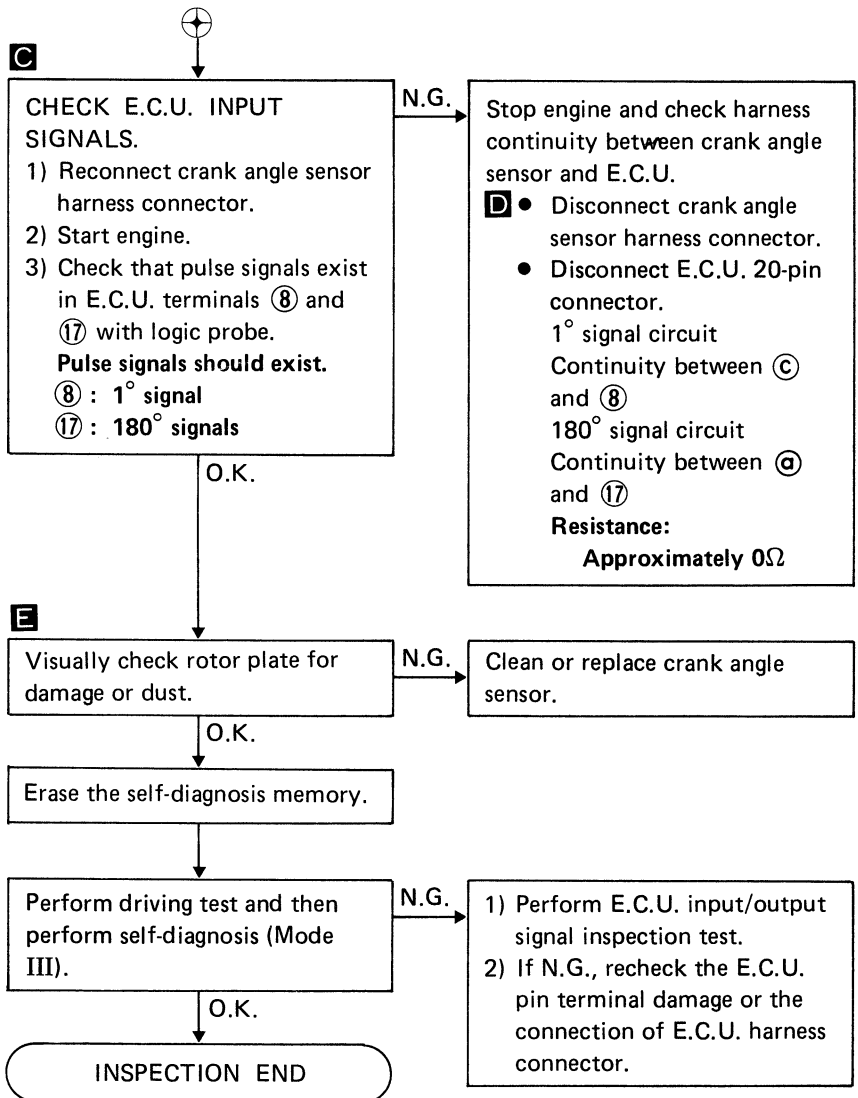 C
CHECK E.C.U. INPUT
SIGNALS.
1) Reconnect crank angle sensor
harness connector.
2) Start engine.
3) Check that pulse signals exist
in E.C.U. terminals ⑧ and
⑰ with logic probe.
Pulse signals should exist.
⑧ : 1° signal
⑰ : 180° signals
N.G.
Stop engine and check harness
continuity between crank angle
sensor and E.C.U.
D ● Disconnect crank angle
sensor harness connector.
● Disconnect E.C.U. 20-pin
connector.
1° signal circuit
Continuity between ⓒ
and ⑧
180° signal circuit
Continuity between ⓐ
and ⑰
Resistance:
Approximately 0Ω
O.K.
E
Visually check rotor plate for
damage or dust.
N.G.
Clean or replace crank angle
sensor.
O.K.
Erase the self-diagnosis memory.
Perform driving test and then
perform self-diagnosis (Mode
III).
N.G.
1) Perform E.C.U. input/output
signal inspection test.
2) If N.G., recheck the E.C.U.
pin terminal damage or the
connection of E.C.U. harness
connector.
O.K.
INSPECTION END